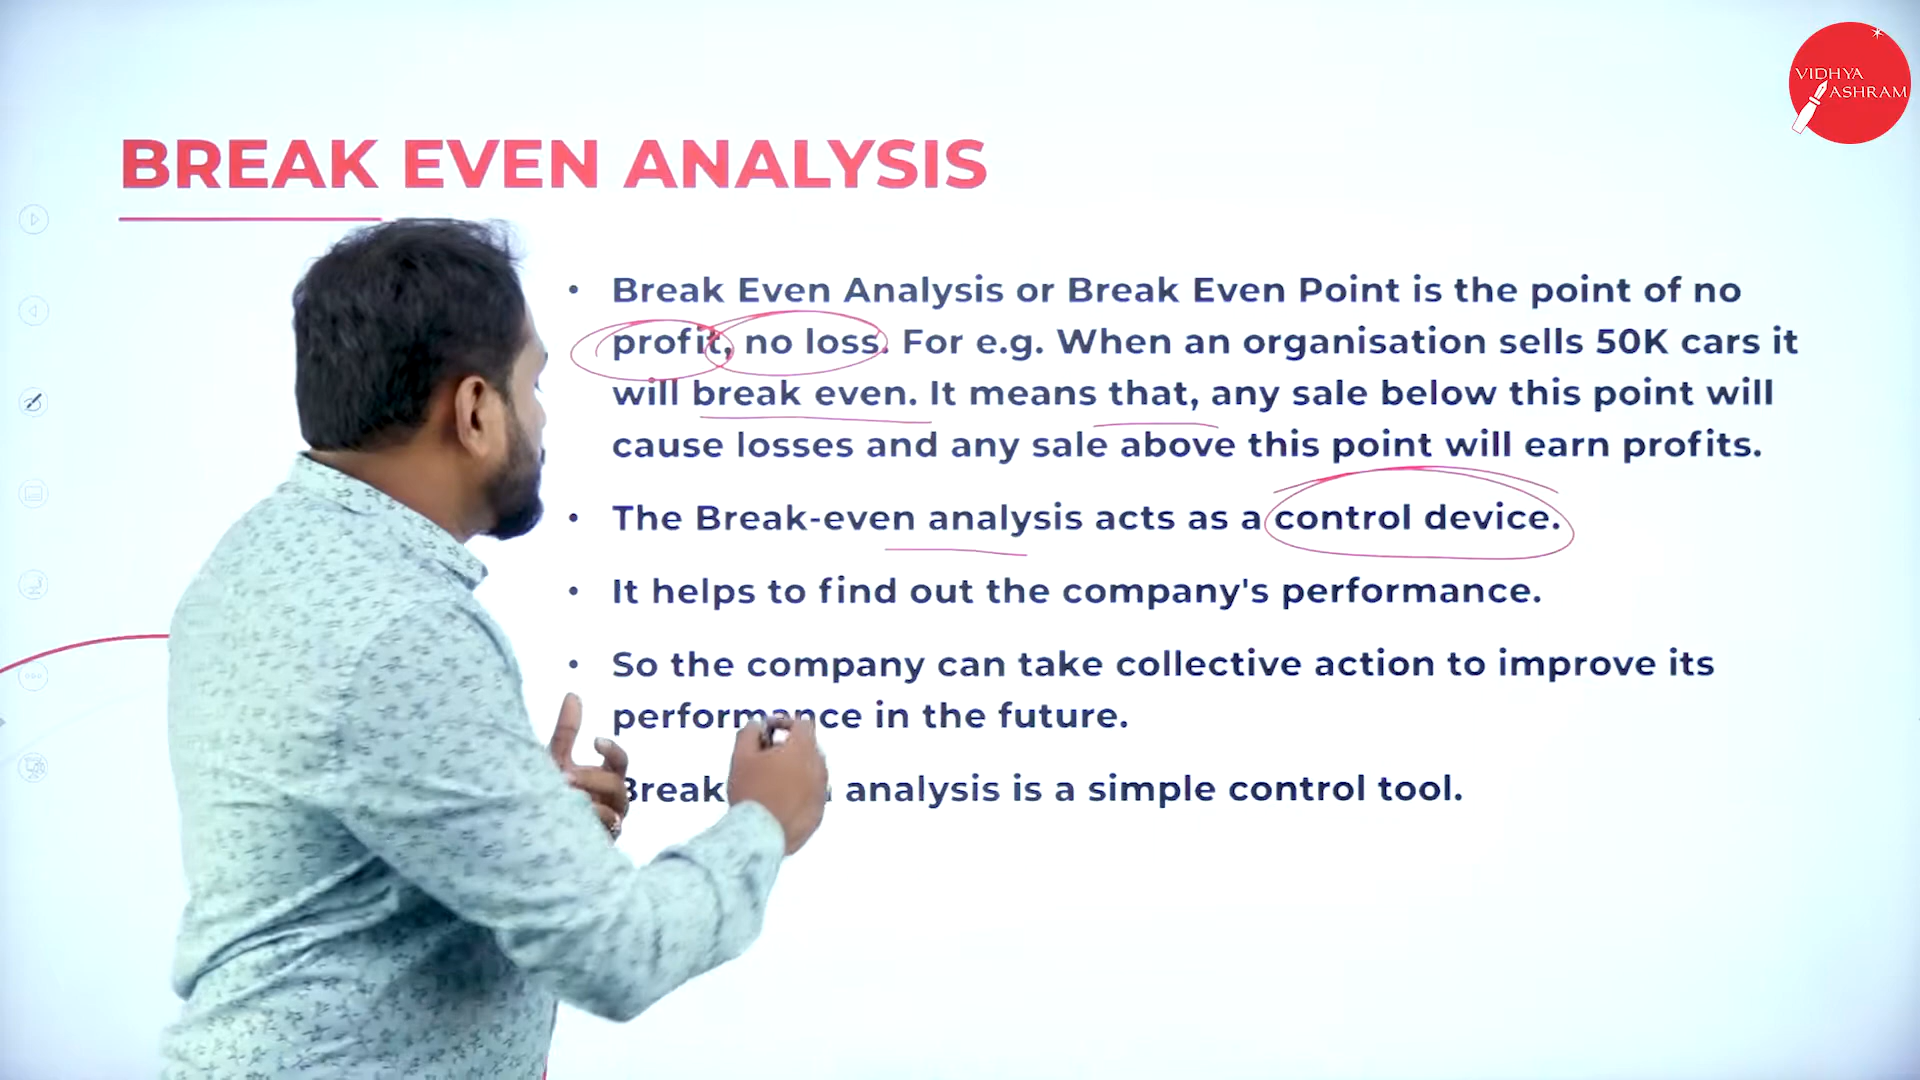 VIDHYA
ASHRAM
BREAK EVEN ANALYSIS
• Break Even Analysis or Break Even Point is the point of no
profit, no loss. For e.g. When an organisation sells 50K cars it
will break even. It means that, any sale below this point will
cause losses and any sale above this point will earn profits.
• The Break-even analysis acts as a control device.
• It helps to find out the company's performance.
• So the company can take collective action to improve its
performance in the future.
Break analysis is a simple control tool.